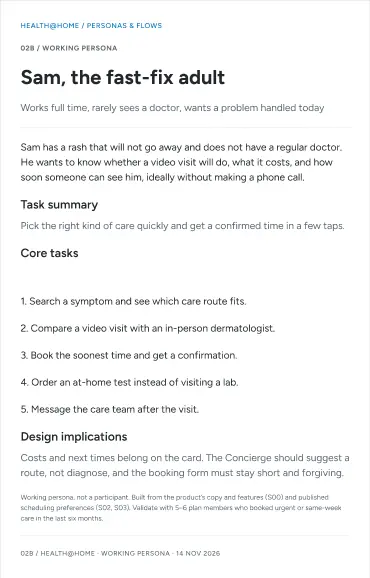 HEALTH@HOME / PERSONAS & FLOWS
02B / WORKING PERSONA
Sam, the fast-fix adult
Works full time, rarely sees a doctor, wants a problem handled today
Sam has a rash that will not go away and does not have a regular doctor.
He wants to know whether a video visit will do, what it costs, and how
soon someone can see him, ideally without making a phone call.
Task summary
Pick the right kind of care quickly and get a confirmed time in a few taps.
Core tasks
1. Search a symptom and see which care route fits.
2. Compare a video visit with an in-person dermatologist.
3. Book the soonest time and get a confirmation.
4. Order an at-home test instead of visiting a lab.
5. Message the care team after the visit.
Design implications
Costs and next times belong on the card. The Concierge should suggest a
route, not diagnose, and the booking form must stay short and forgiving.
Working persona, not a participant. Built from the product's copy and features (S00) and published
scheduling preferences (S02, S03). Validate with 5–6 plan members who booked urgent or same-week
care in the last six months.
02B / HEALTH@HOME · WORKING PERSONA · 14 NOV 2026